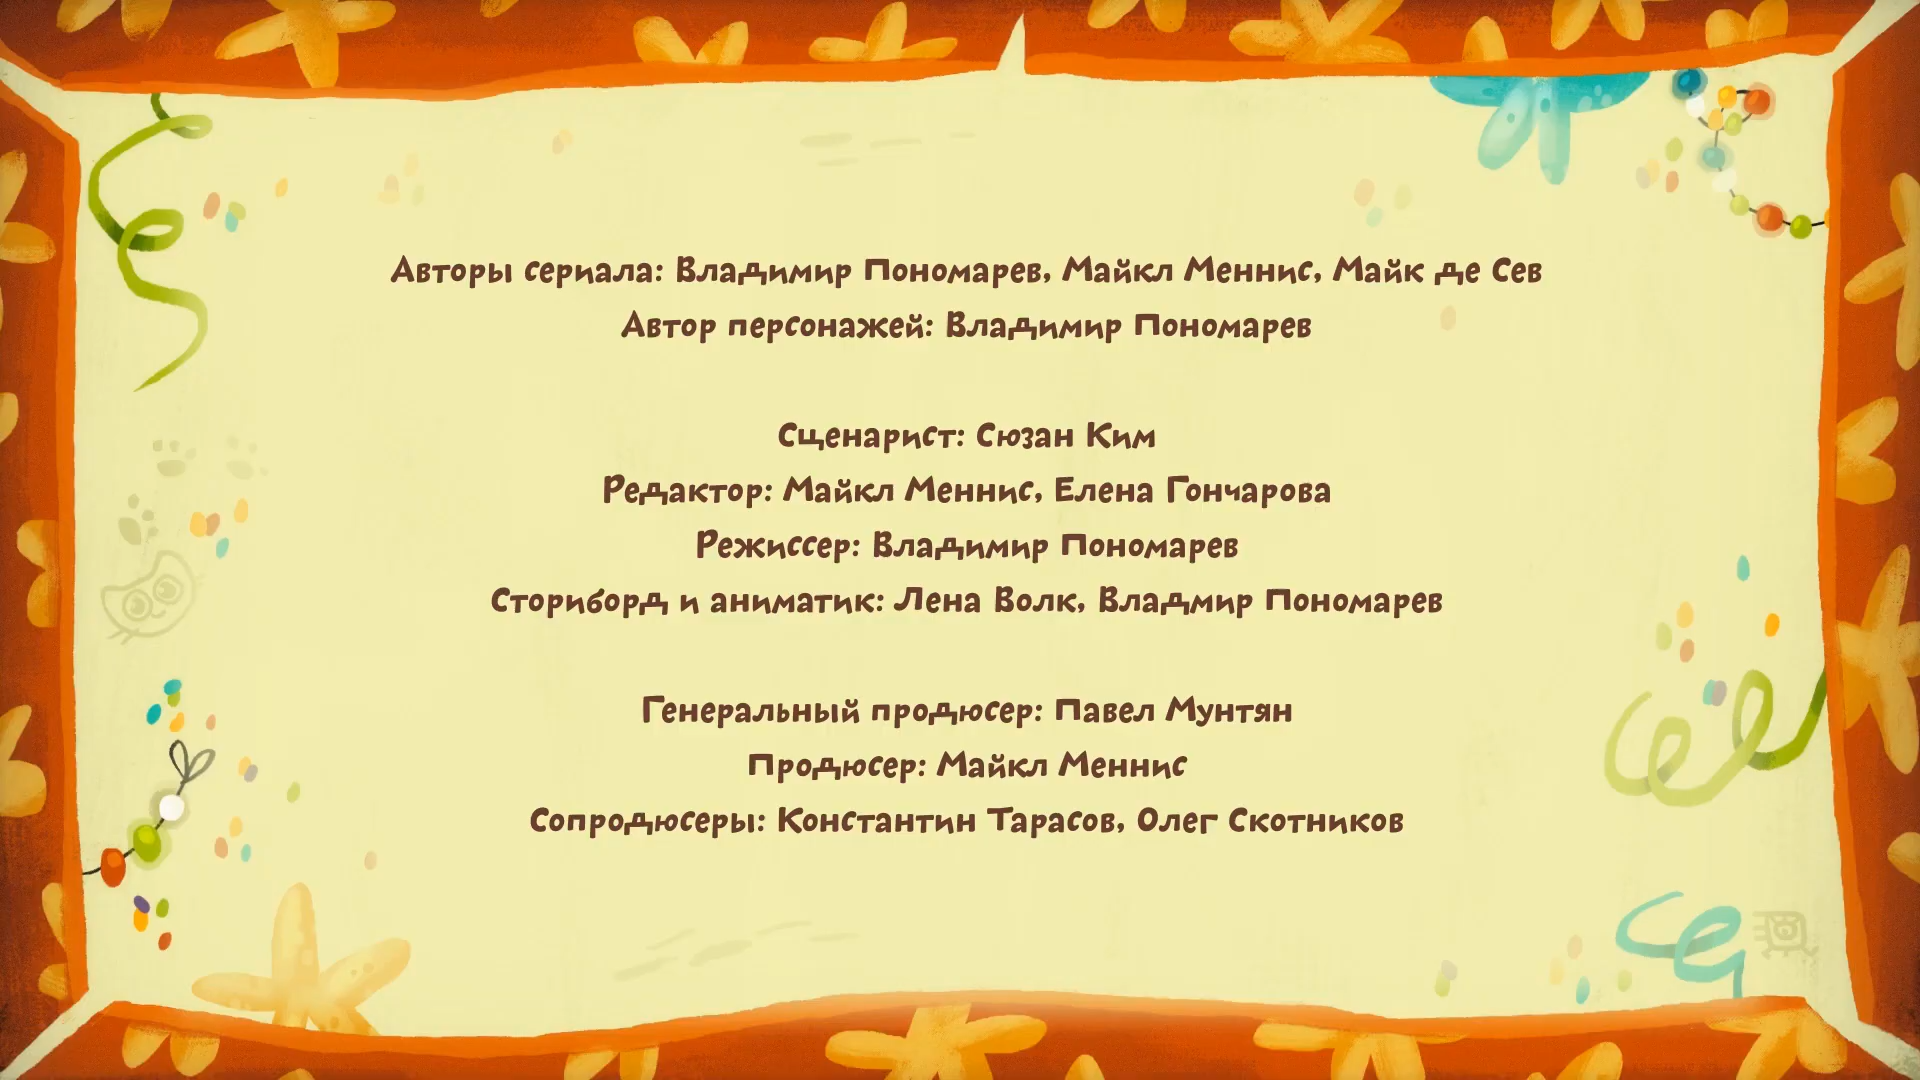 Авторы сериала: Владимир Пономарев, Майкл Меннис, Майк де Сев
Автор персонажей: Владимир Пономарев
Сценарист: Сюзан Ким
Редактор: Майкл Меннис, Елена Гончарова
Режиссер: Владимир Пономарев
Сториборд и аниматик: Лена Волк, Владмир Пономарев
Генеральный продюсер: Павел Мунтян
Продюсер: Майкл Меннис
Сопродюсеры: Константин Тарасов, Олег Скотников